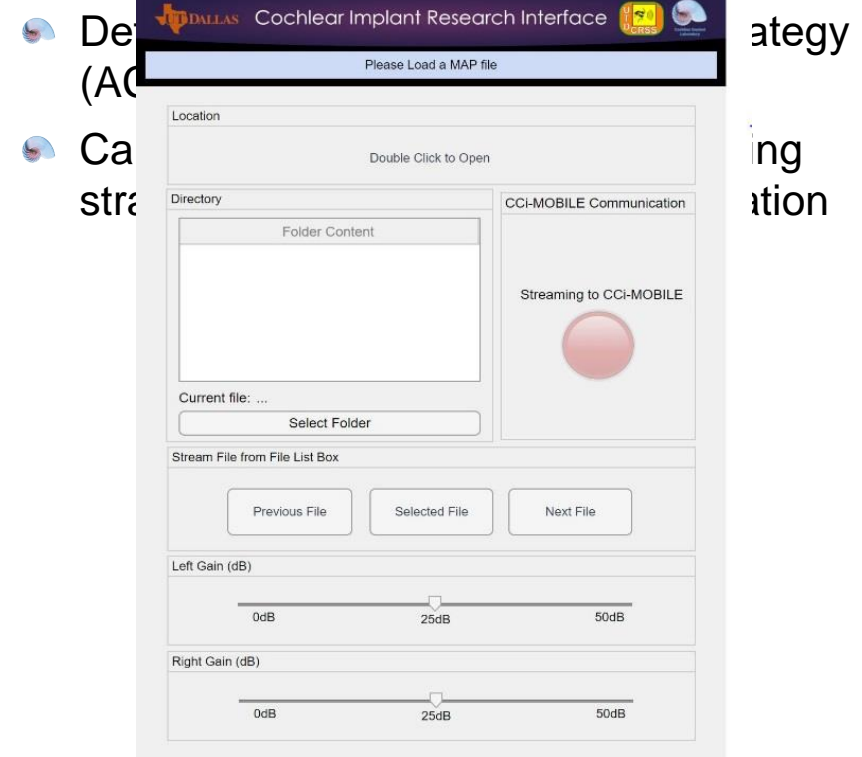 UT DALLAS Cochlear Implant Research Interface UTD CRSS
De ategy
Please Load a MAP file
(AC
Location
Double Click to Open
Ca ing
stra ation
Directory
CCi-MOBILE Communication
Folder Content
Streaming to CCi-MOBILE
Current file: ...
Select Folder
Stream File from File List Box
Previous File Selected File Next File
Left Gain (dB)
0dB 25dB 50dB
Right Gain (dB)
0dB 25dB 50dB